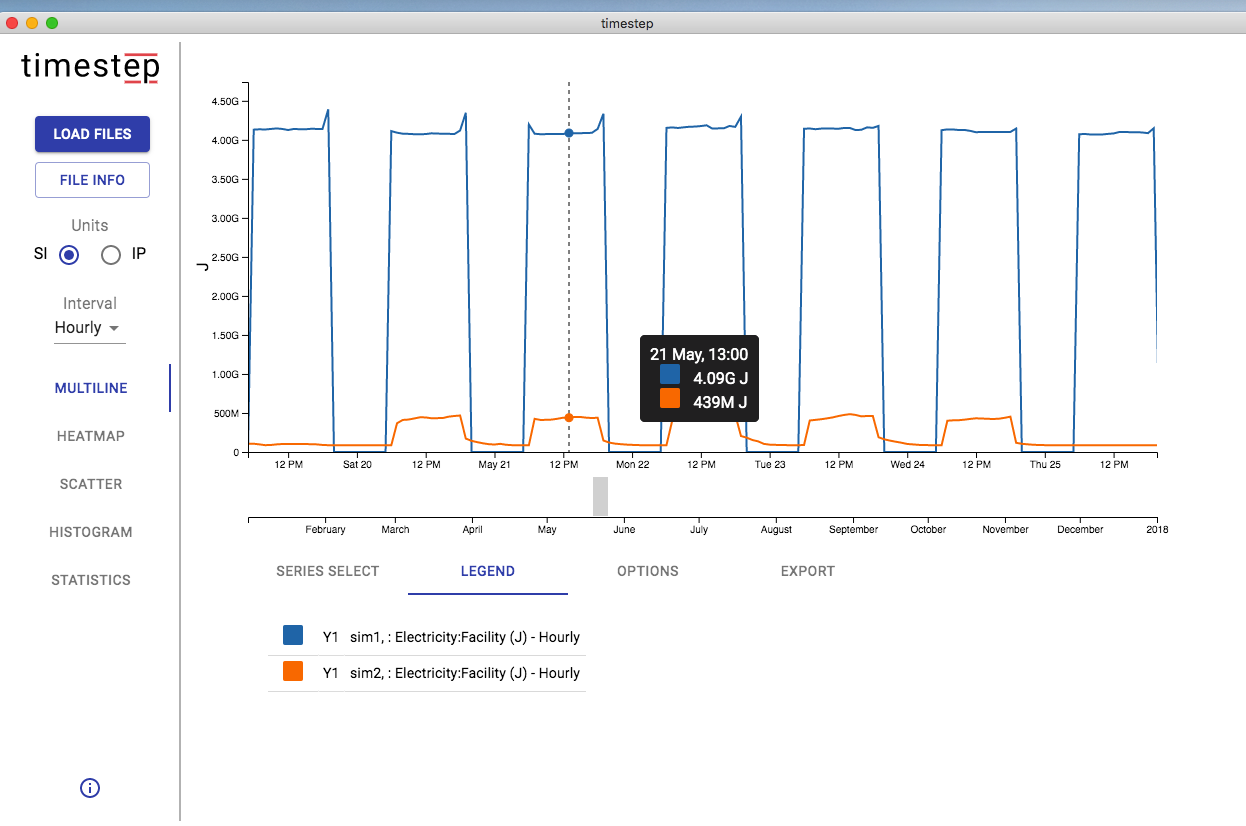 timestep
timestep
LOAD FILES
FILE INFO
Units
SI IP
Interval
Hourly
MULTILINE
HEATMAP
SCATTER
HISTOGRAM
STATISTICS
J
4.50G
4.00G
3.50G
3.00G
2.50G
2.00G
1.50G
1.00G
500M
0
12 PM Sat 20 12 PM May 21 12 PM Mon 22 12 PM Tue 23 12 PM Wed 24 12 PM Thu 25 12 PM
21 May, 13:00
4.09G J
439M J
February March April May June July August September October November December 2018
SERIES SELECT LEGEND OPTIONS EXPORT
Y1 sim1, : Electricity:Facility (J) - Hourly
Y1 sim2, : Electricity:Facility (J) - Hourly